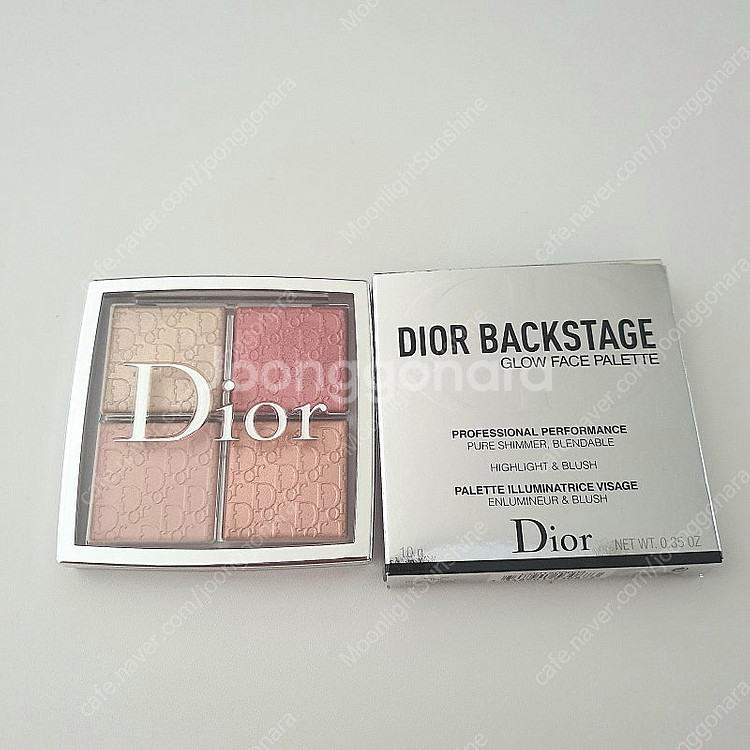 Dior
DIOR BACKSTAGE
GLOW FACE PALETTE
PROFESSIONAL PERFORMANCE
PURE SHIMMER, BLENDABLE
HIGHLIGHT & BLUSH
PALETTE ILLUMINATRICE VISAGE
ENLUMINEUR & BLUSH
10 g
Dior
NET WT. 0.35 OZ
Joonggonara
cafe.naver.com/joonggonara
MoonlightSunshine